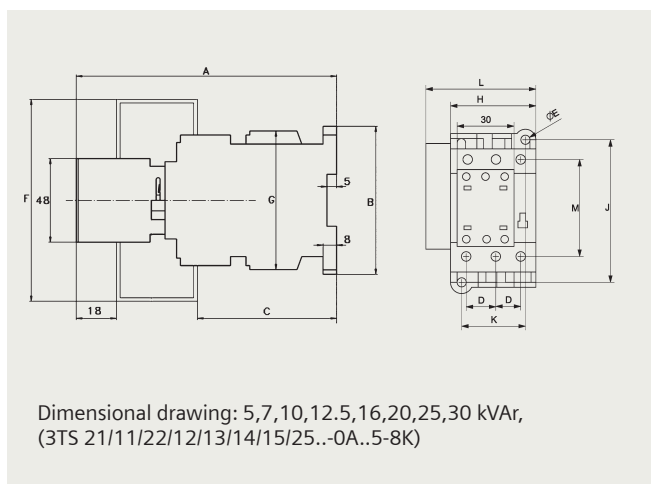 A
L
H
30
ØE
F
48
G
5
B
8
18
C
M
J
D
D
K
Dimensional drawing: 5,7,10,12.5,16,20,25,30 kVAr,
(3TS 21/11/22/12/13/14/15/25..-0A..5-8K)